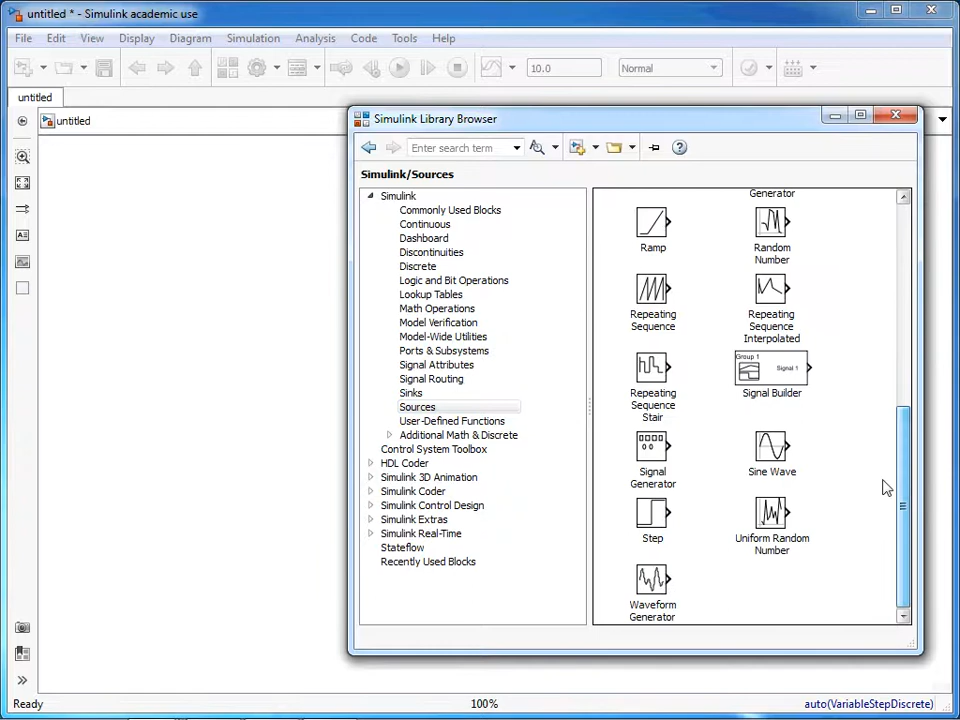 untitled * - Simulink academic use
File Edit View Display Diagram Simulation Analysis Code Tools Help
10.0 Normal
untitled
untitled
Simulink Library Browser
Enter search term
Simulink/Sources
Simulink
Commonly Used Blocks
Continuous
Dashboard
Discontinuities
Discrete
Logic and Bit Operations
Lookup Tables
Math Operations
Model Verification
Model-Wide Utilities
Ports & Subsystems
Signal Attributes
Signal Routing
Sinks
Sources
User-Defined Functions
Additional Math & Discrete
Control System Toolbox
HDL Coder
Simulink 3D Animation
Simulink Coder
Simulink Control Design
Simulink Extras
Simulink Real-Time
Stateflow
Recently Used Blocks
Generator
Ramp
Random
Number
Repeating
Sequence
Repeating
Sequence
Interpolated
Repeating
Sequence
Stair
Group 1
Signal 1
Signal Builder
Signal
Generator
Sine Wave
Step
Uniform Random
Number
Waveform
Generator
Ready 100% auto(VariableStepDiscrete)